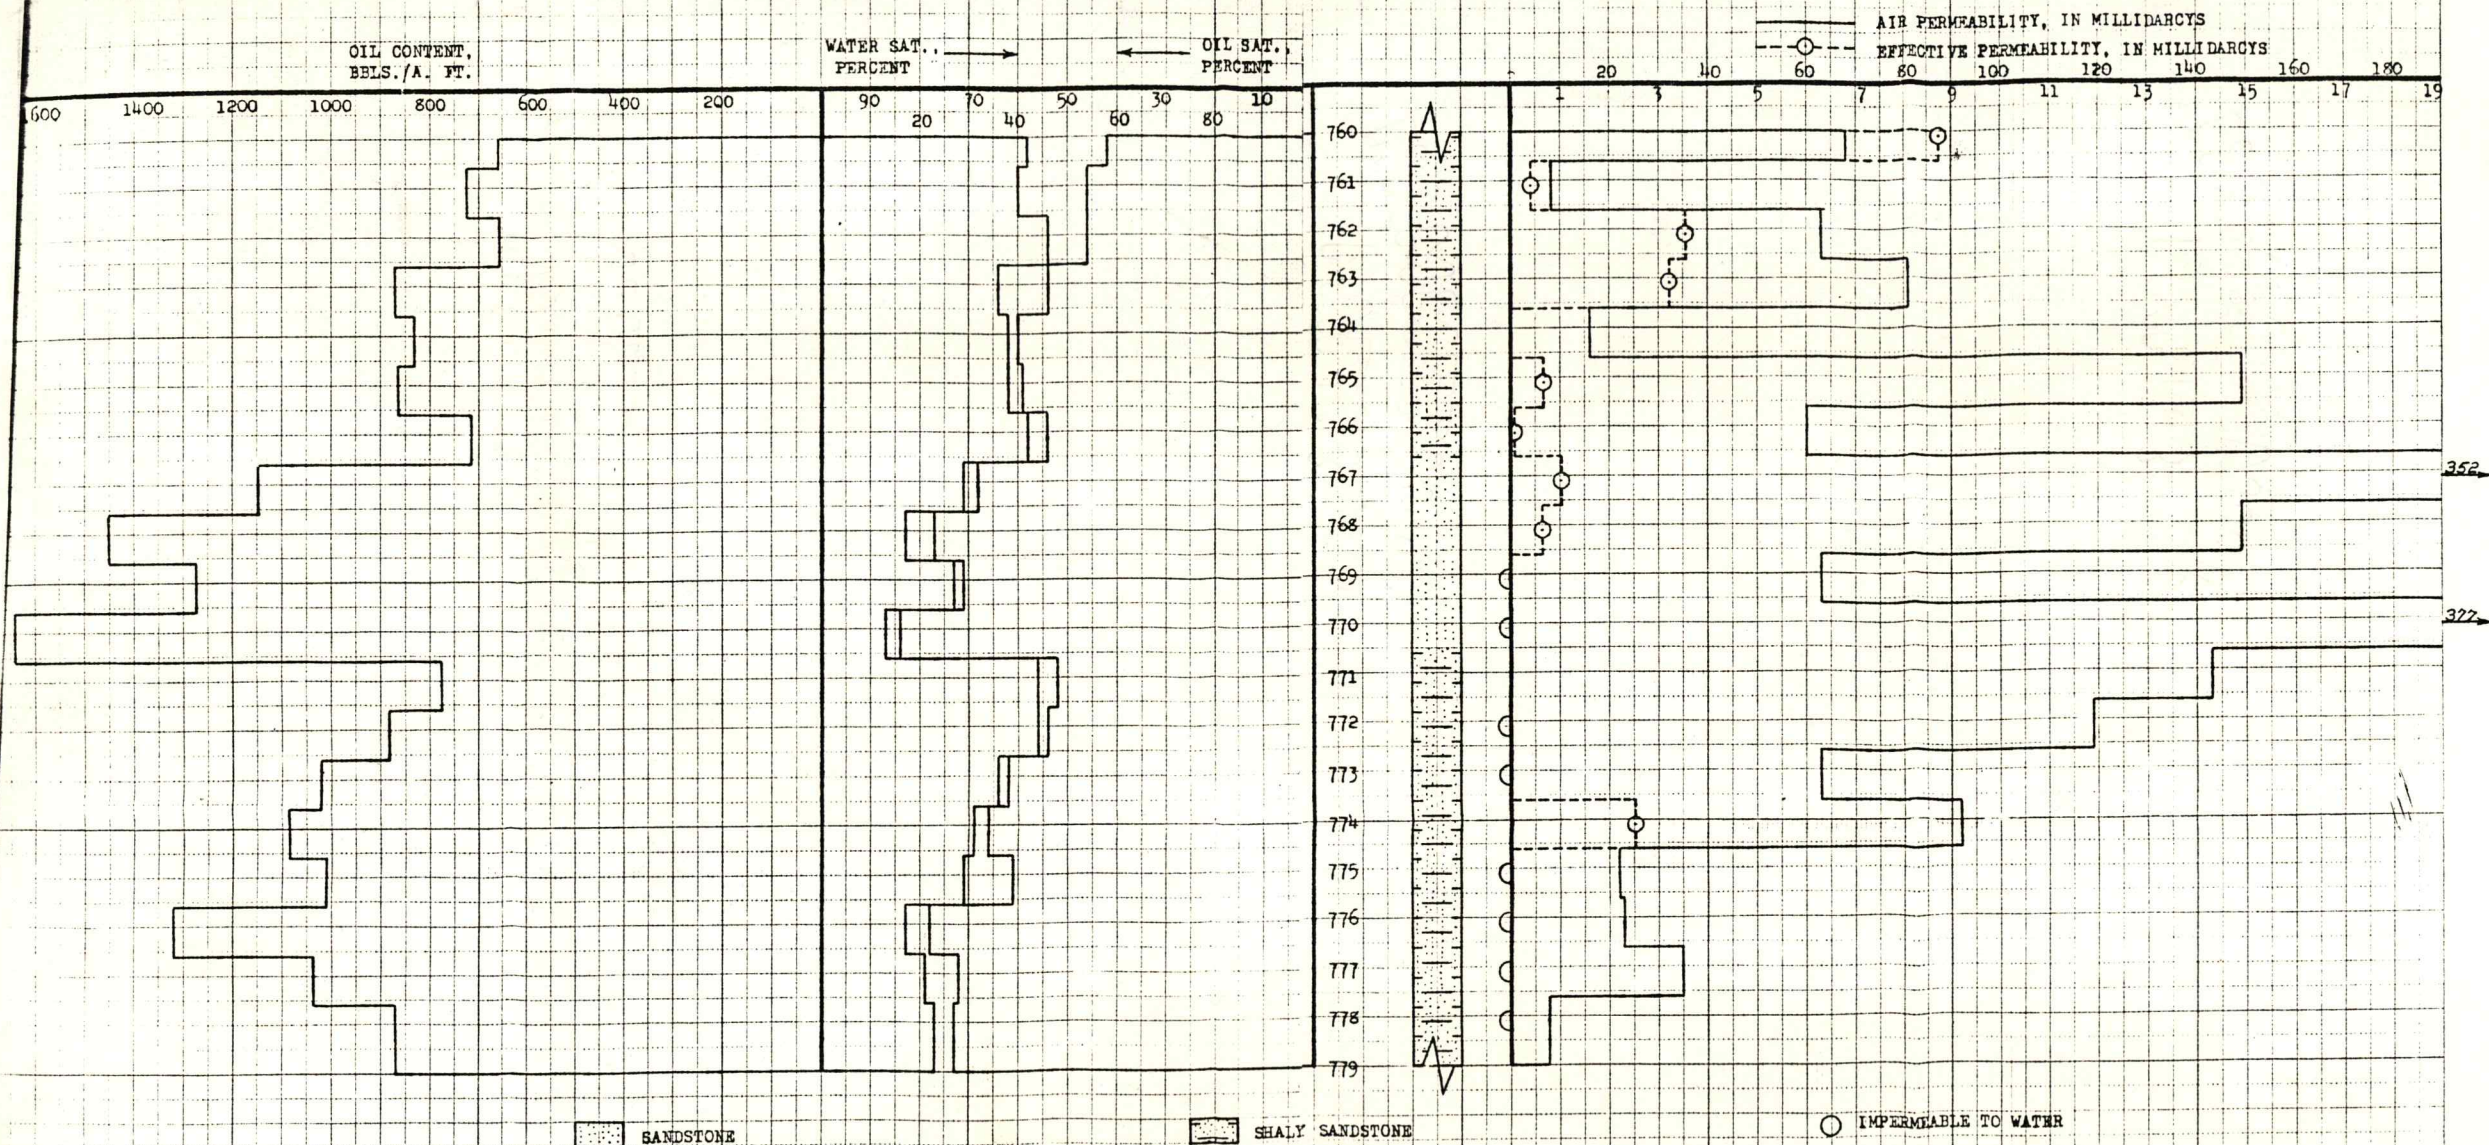 AIR PERMEABILITY, IN MILLIDARCYS
EFFECTIVE PERMEABILITY, IN MILLIDARCYS
OIL CONTENT,
BBLS./A. FT.
WATER SAT.,
PERCENT
OIL SAT.,
PERCENT
20 40 60 80 100 120 140 160 180
600 1400 1200 1000 800 600 400 200
90 70 50 30 10
20 40 60 80
1 3 5 7 9 11 13 15 17 19
760
761
762
763
764
765
766
767
768
769
770
771
772
773
774
775
776
777
778
779
352
377
SANDSTONE
SHALY SANDSTONE
IMPERMEABLE TO WATER